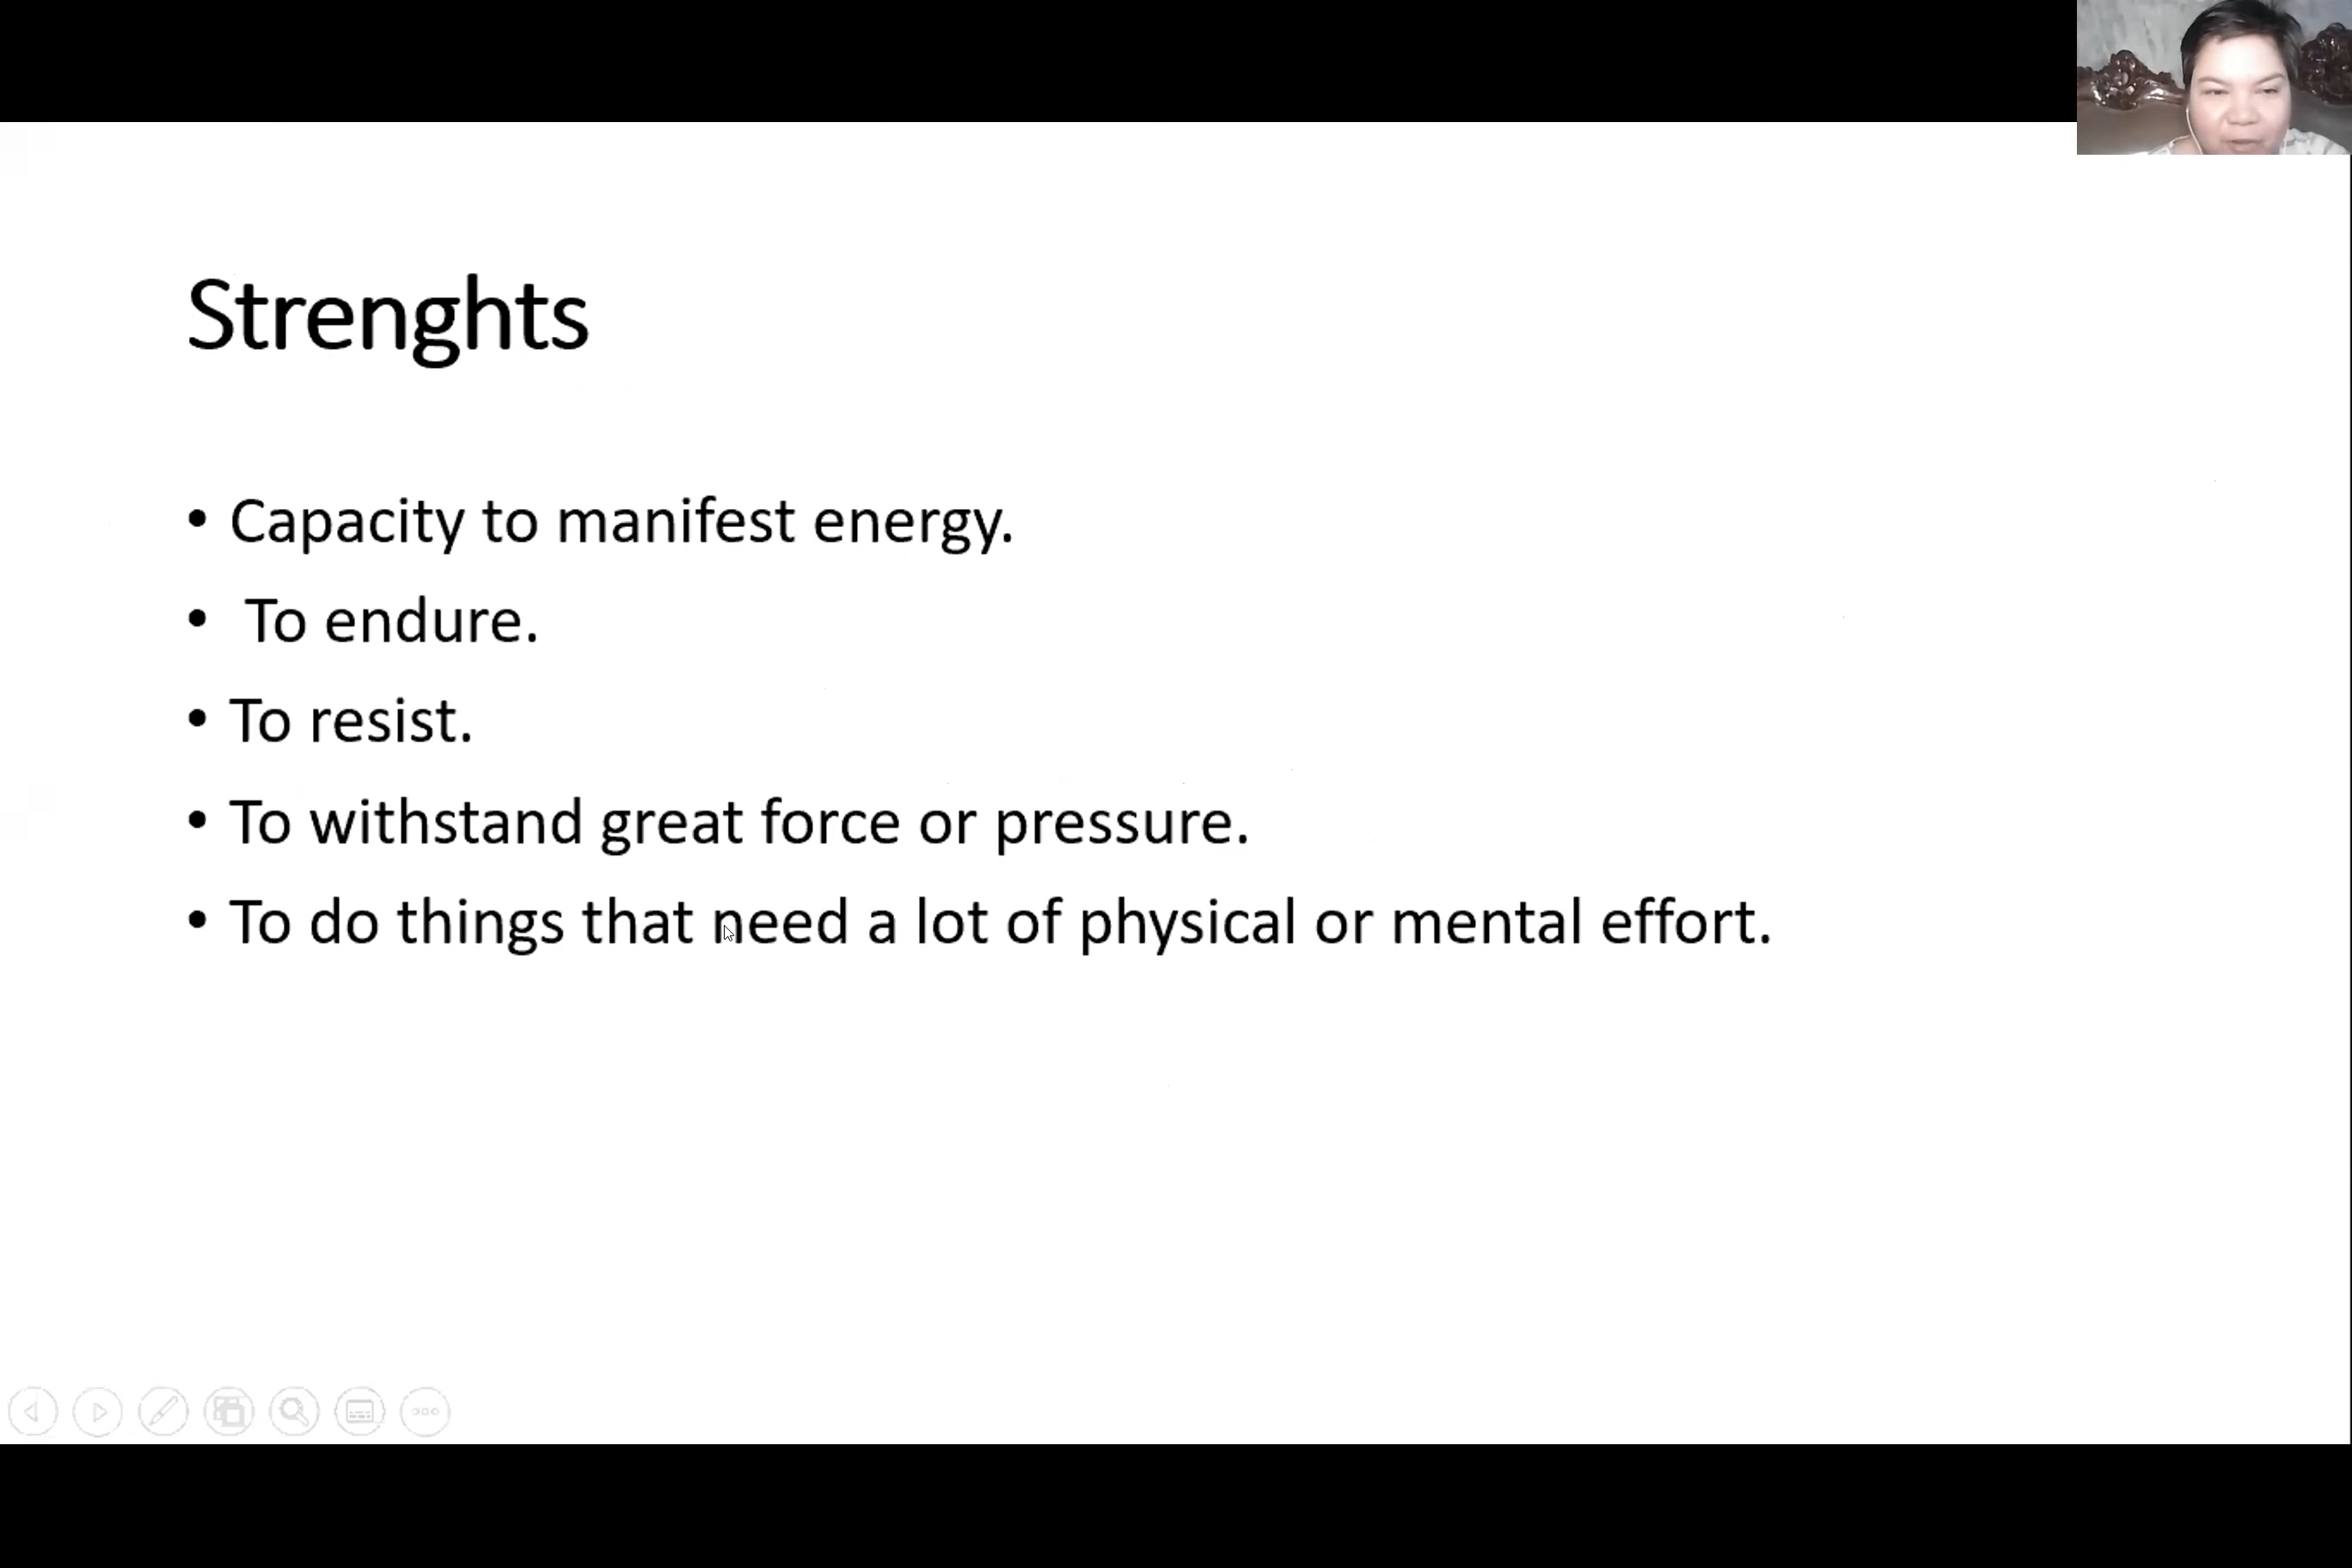 Strenghts
• Capacity to manifest energy.
• To endure.
• To resist.
• To withstand great force or pressure.
• To do things that need a lot of physical or mental effort.